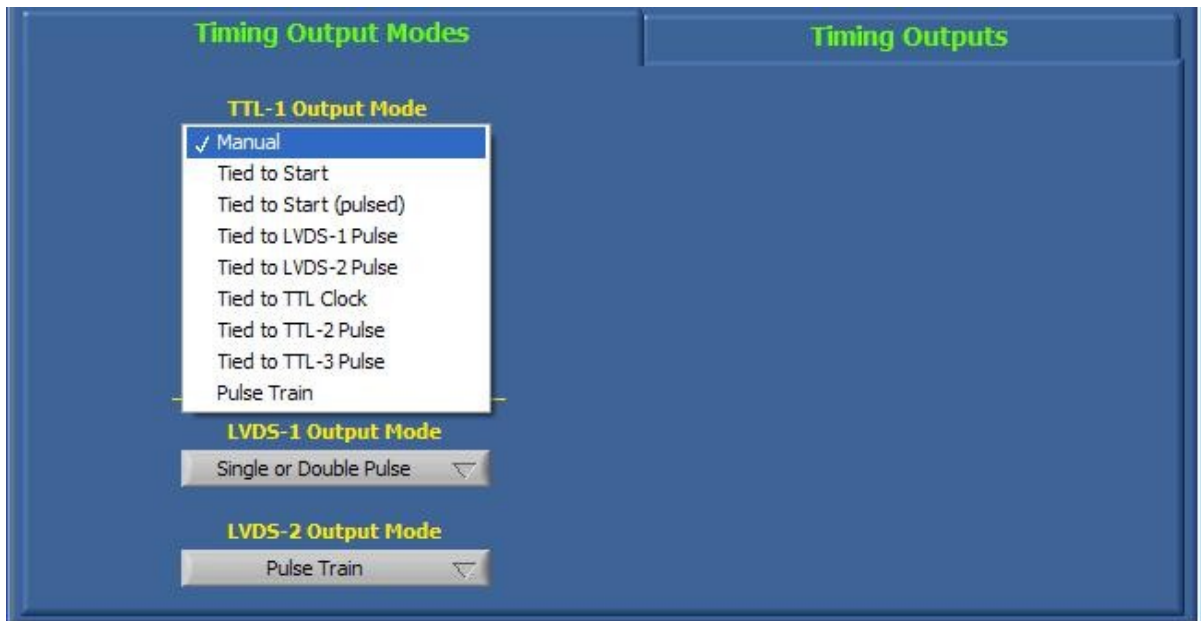 Timing Output Modes
Timing Outputs
TTL-1 Output Mode
✓ Manual
Tied to Start
Tied to Start (pulsed)
Tied to LVDS-1 Pulse
Tied to LVDS-2 Pulse
Tied to TTL Clock
Tied to TTL-2 Pulse
Tied to TTL-3 Pulse
Pulse Train
LVDS-1 Output Mode
Single or Double Pulse
LVDS-2 Output Mode
Pulse Train